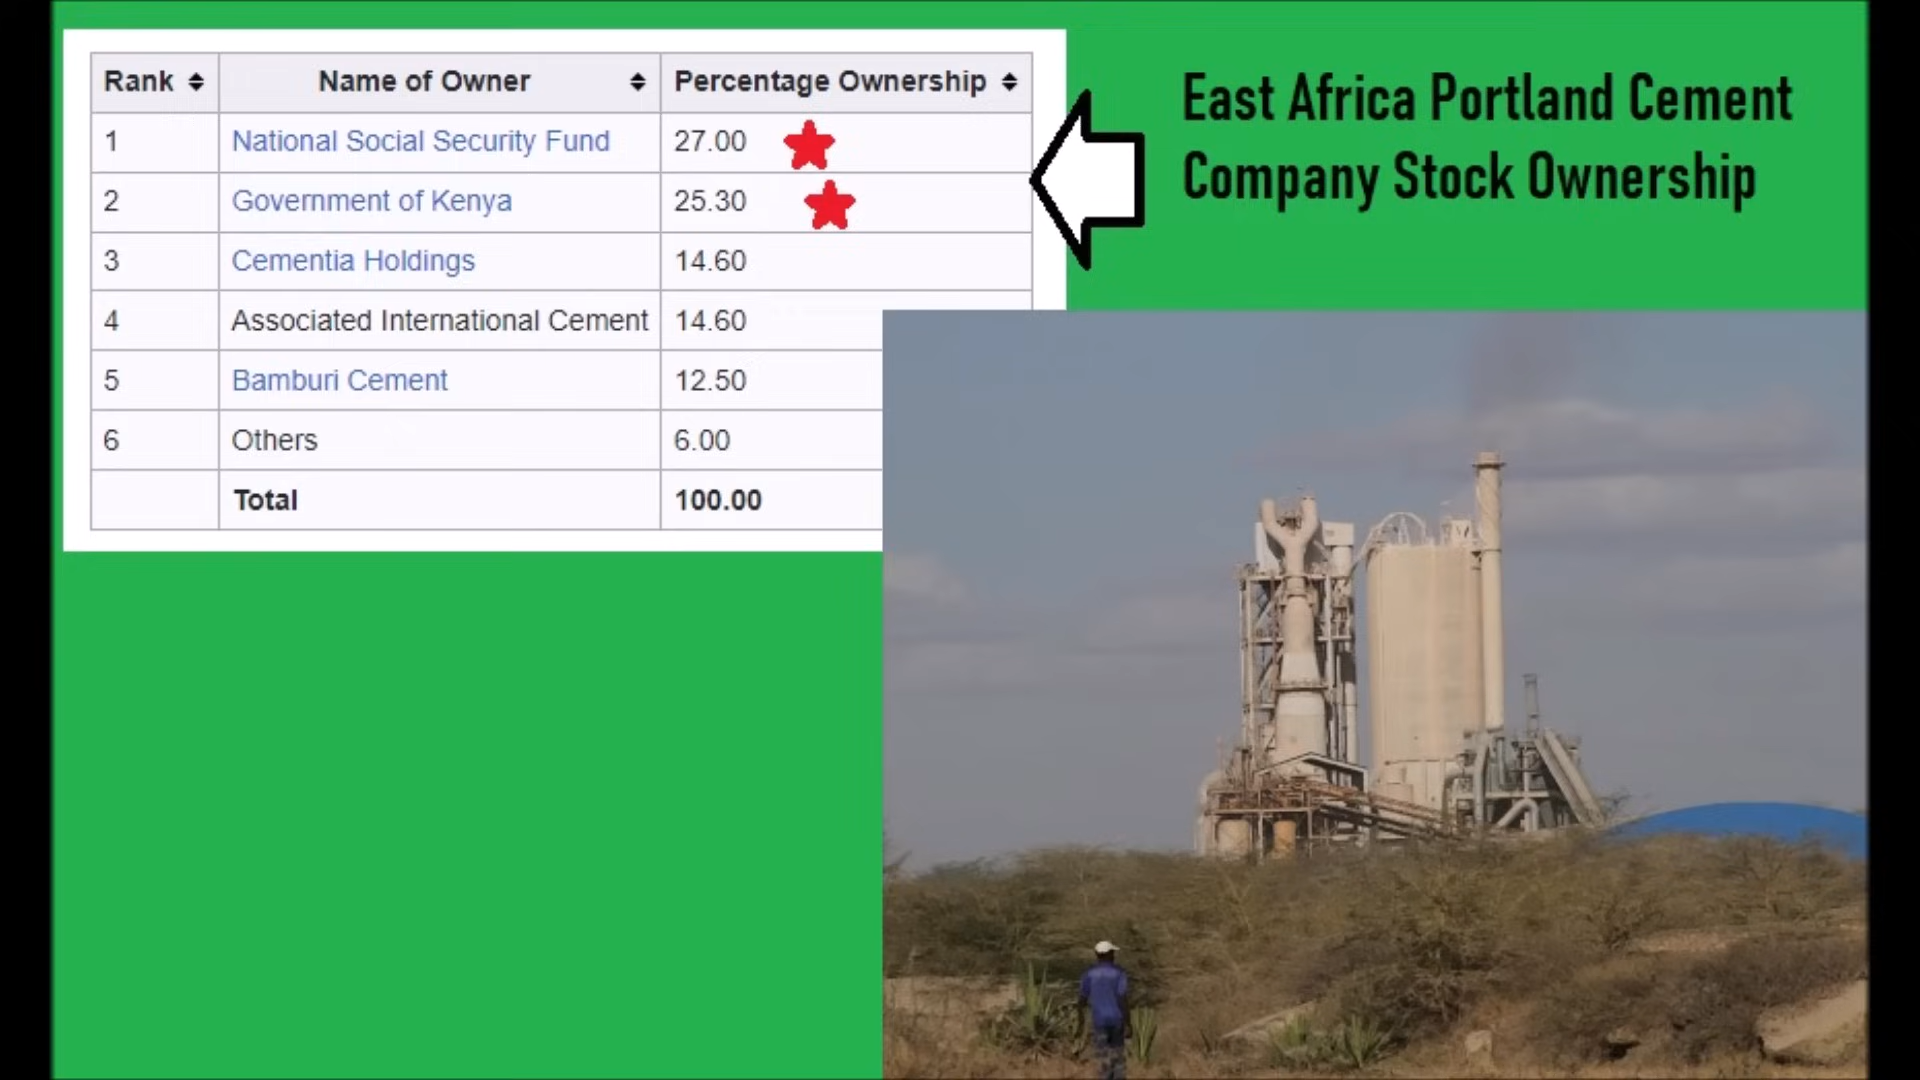 Rank Name of Owner Percentage Ownership
1 National Social Security Fund 27.00
2 Government of Kenya 25.30
3 Cementia Holdings 14.60
4 Associated International Cement 14.60
5 Bamburi Cement 12.50
6 Others 6.00
Total 100.00
East Africa Portland Cement
Company Stock Ownership